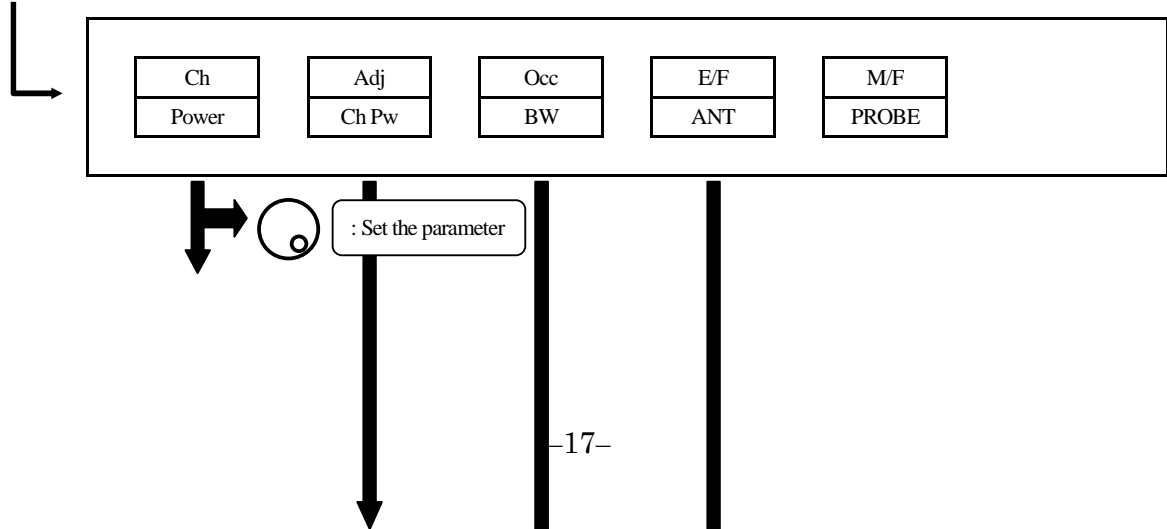 Ch Adj Occ E/F M/F
Power Ch Pw BW ANT PROBE
: Set the parameter
–17–